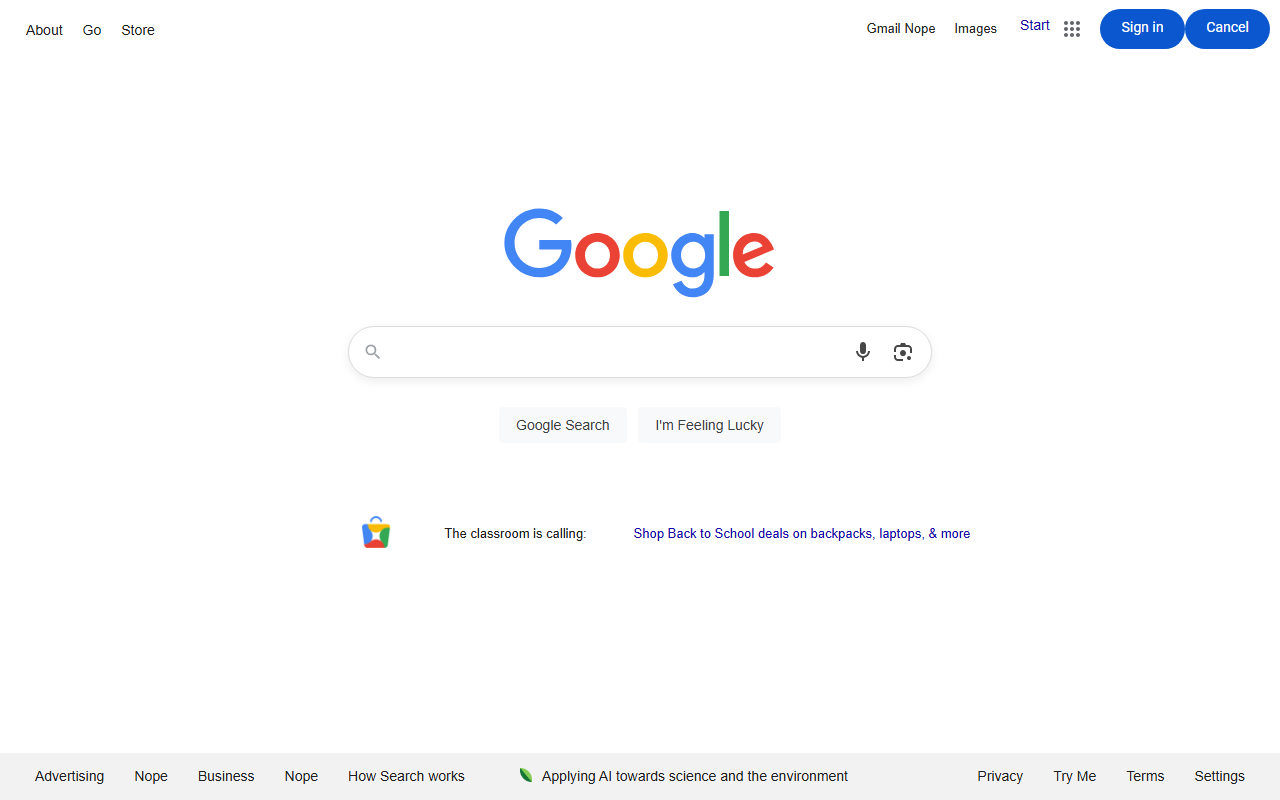 About Go Store Gmail Nope Images Start Sign in Cancel
Google
Google Search I'm Feeling Lucky
The classroom is calling: Shop Back to School deals on backpacks, laptops, & more
Advertising Nope Business Nope How Search works Applying AI towards science and the environment Privacy Try Me Terms Settings